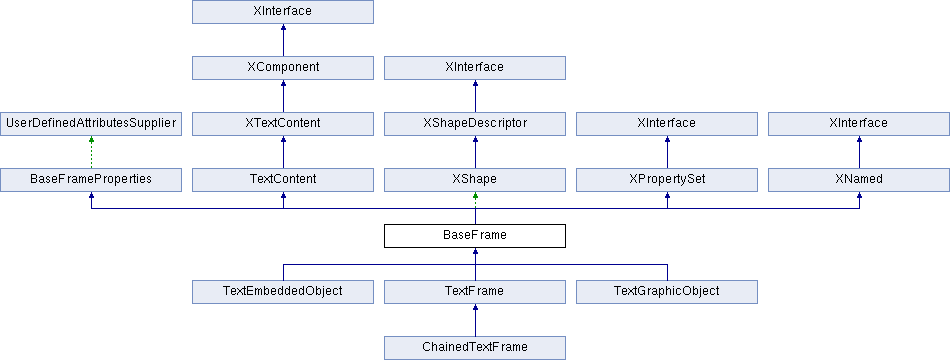 XInterface
XComponent
XInterface
UserDefinedAttributesSupplier
XTextContent
XShapeDescriptor
XInterface
XInterface
BaseFrameProperties
TextContent
XShape
XPropertySet
XNamed
BaseFrame
TextEmbeddedObject
TextFrame
TextGraphicObject
ChainedTextFrame